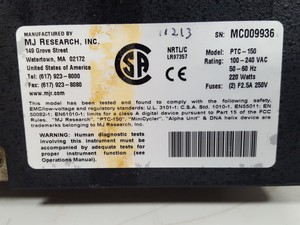 MANUFACTURED BY
MJ RESEARCH, INC.
149 Grove Street
Watertown, MA 02172
United States of America
Tel: (617) 923 - 8000
Fax: (617) 923 - 8080
www.mjr.com
11213
SA
NRTL/C
LR97357
SN: MC009936
Model: PTC - 150
Rating: 100 - 240 VAC
50 - 60 Hz
220 Watts
Fuses: (2) F2.5A 250V
This device has been tested and found to comply with the following safety,
EMC/low-voltage and regulatory standards: U.L. 3101-1; C.S.A. Std. 1010-1, EN55011; EN
50082-1; EN61010-1; limits for a class A digital device pursuant to Part 15 of the FCC
Rules. "MJ Research", "PTC-150", "MiniCycler", "Alpha Unit" & DNA helix device are
trademarks belonging to MJ Research, Inc.
WARNING: Human diagnostic tests
involving this instrument must be
accompanied by adequate tests for
proper instrument function (see
Operations Manual).